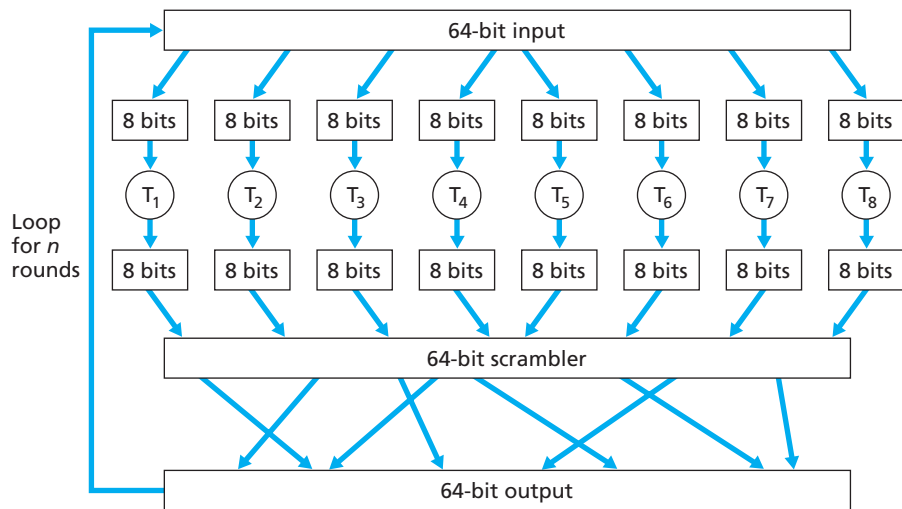 64-bit input
8 bits 8 bits 8 bits 8 bits 8 bits 8 bits 8 bits 8 bits
T1 T2 T3 T4 T5 T6 T7 T8
Loop
for n
rounds
8 bits 8 bits 8 bits 8 bits 8 bits 8 bits 8 bits 8 bits
64-bit scrambler
64-bit output